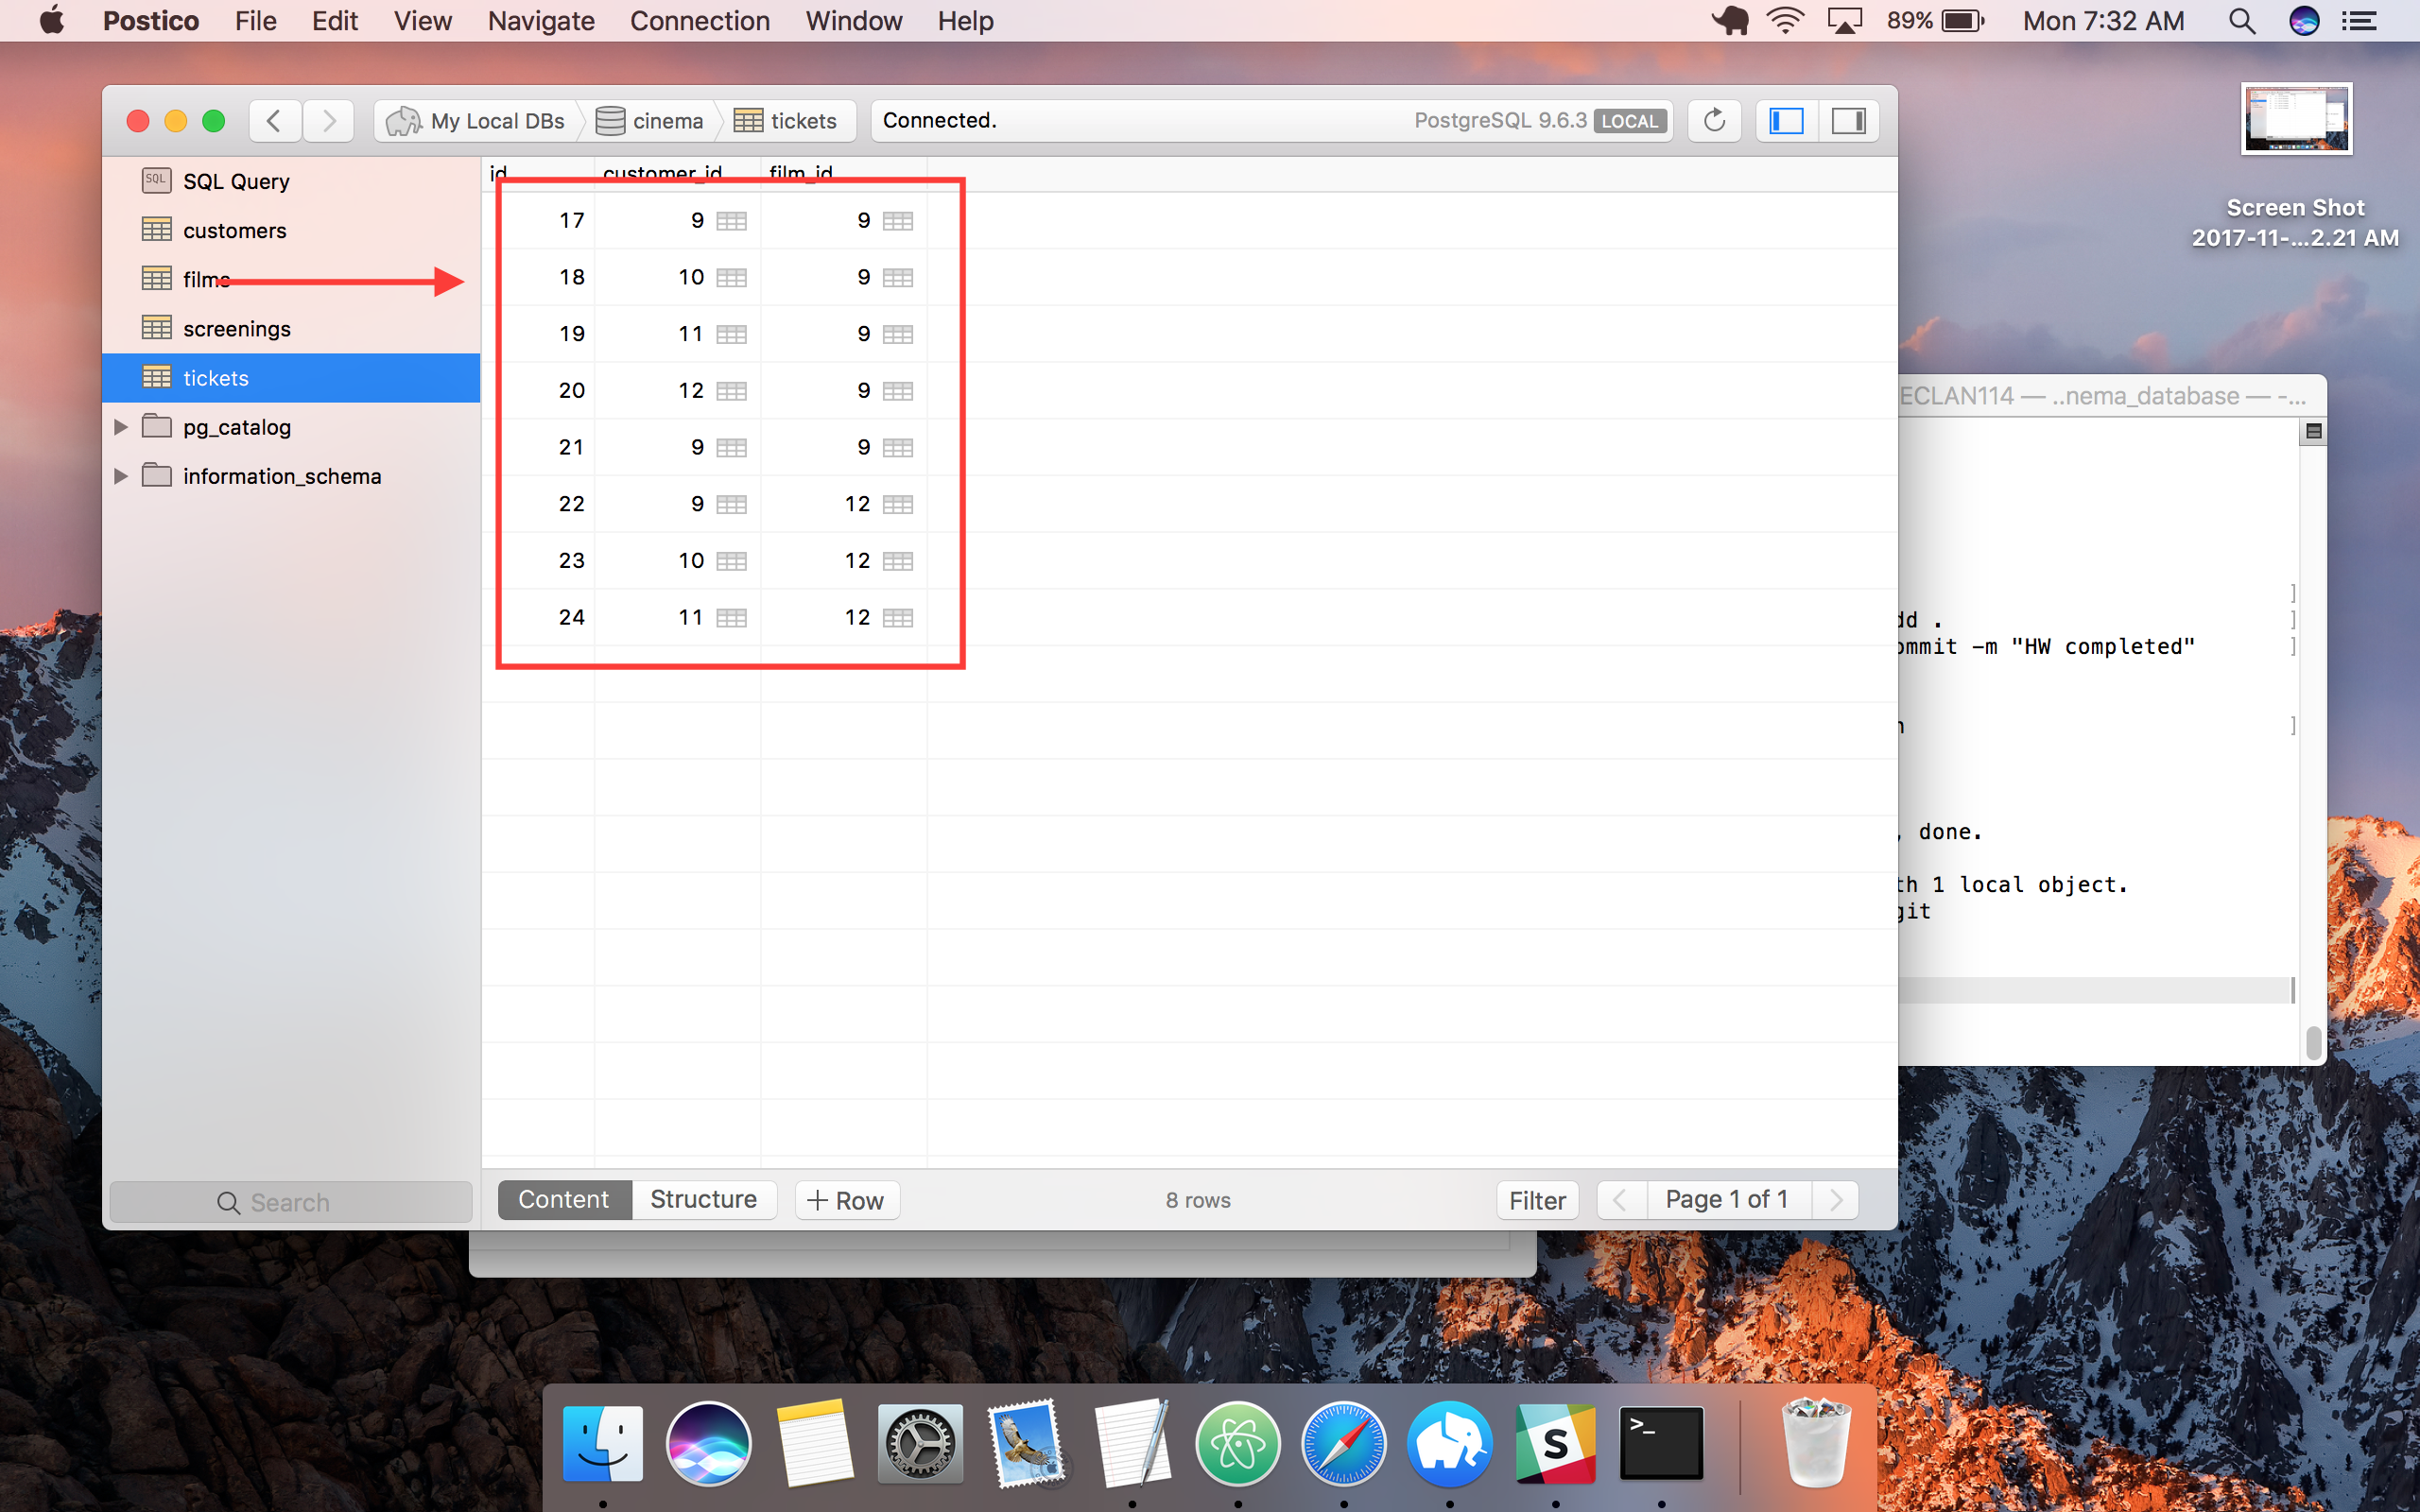 Postico File Edit View Navigate Connection Window Help 89% Mon 7:32 AM
My Local DBs cinema tickets Connected. PostgreSQL 9.6.3 LOCAL
SQL Query
customers
films
screenings
tickets
pg_catalog
information_schema
Search
id customer_id film_id
17 9 9
18 10 9
19 11 9
20 12 9
21 9 9
22 9 12
23 10 12
24 11 12
Content Structure + Row 8 rows Filter Page 1 of 1
Screen Shot
2017-11-...2.21 AM
ECLAN114 — ..nema_database — -...
]
dd . ]
ommit -m "HW completed" ]
]
, done.
th 1 local object.
git
SQL
S
>_